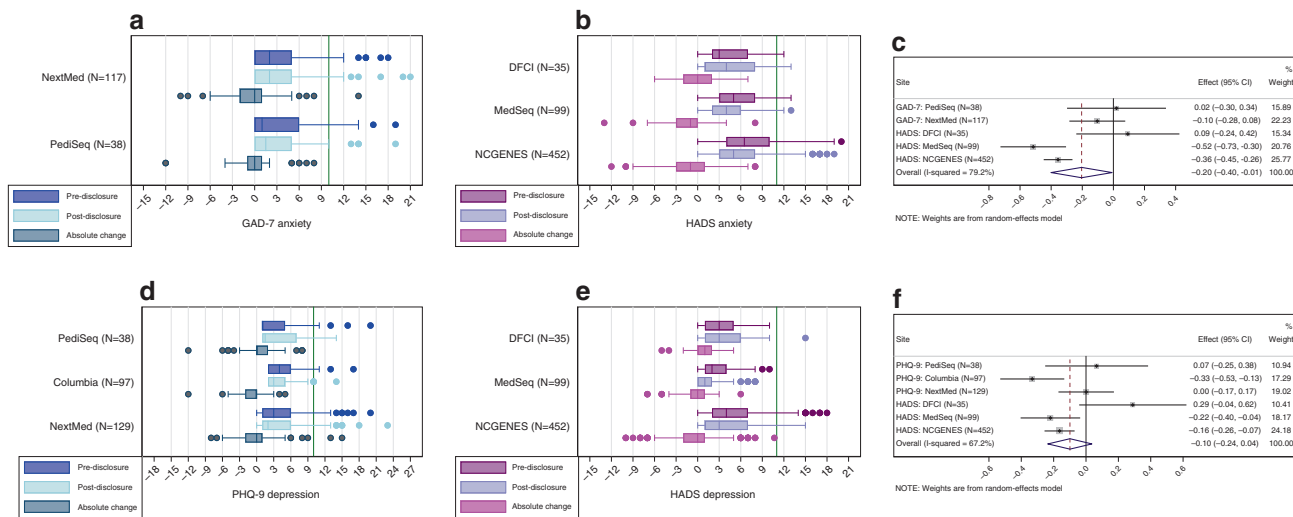 a
NextMed (N=117)
PediSeq (N=38)
Pre-disclosure
Post-disclosure
Absolute change
−15 −12 −9 −6 −3 0 3 6 9 12 15 18 21
GAD-7 anxiety
b
DFCI (N=35)
MedSeq (N=99)
NCGENES (N=452)
Pre-disclosure
Post-disclosure
Absolute change
−15 −12 −9 −6 −3 0 3 6 9 12 15 18 21
HADS anxiety
c
%
Site Effect (95% CI) Weight
GAD-7: PediSeq (N=38) 0.02 (−0.30, 0.34) 15.89
GAD-7: NextMed (N=117) −0.10 (−0.28, 0.08) 22.23
HADS: DFCI (N=35) 0.09 (−0.24, 0.42) 15.34
HADS: MedSeq (N=99) −0.52 (−0.73, −0.30) 20.76
HADS: NCGENES (N=452) −0.36 (−0.45, −0.26) 25.77
Overall (I-squared = 79.2%) −0.20 (−0.40, −0.01) 100.00
−0.8 −0.6 −0.4 −0.2 0.0 0.2 0.4
NOTE: Weights are from random-effects model
d
PediSeq (N=38)
Columbia (N=97)
NextMed (N=129)
Pre-disclosure
Post-disclosure
Absolute change
−15 −12 −9 −6 −3 0 3 6 9 12 15 18 21 24 27
PHQ-9 depression
e
DFCI (N=35)
MedSeq (N=99)
NCGENES (N=452)
Pre-disclosure
Post-disclosure
Absolute change
−15 −12 −9 −6 −3 0 3 6 9 12 15 18 21
HADS depression
f
%
Site Effect (95% CI) Weight
PHQ-9: PediSeq (N=38) 0.07 (−0.25, 0.38) 10.94
PHQ-9: Columbia (N=97) −0.33 (−0.53, −0.13) 17.29
PHQ-9: NextMed (N=129) 0.00 (−0.17, 0.17) 19.02
HADS: DFCI (N=35) 0.29 (−0.04, 0.62) 10.41
HADS: MedSeq (N=99) −0.22 (−0.40, −0.04) 18.17
HADS: NCGENES (N=452) −0.16 (−0.26, −0.07) 24.18
Overall (I-squared = 67.2%) −0.10 (−0.24, 0.04) 100.00
−0.6 −0.4 −0.2 0.0 0.2 0.4 0.6
NOTE: Weights are from random-effects model